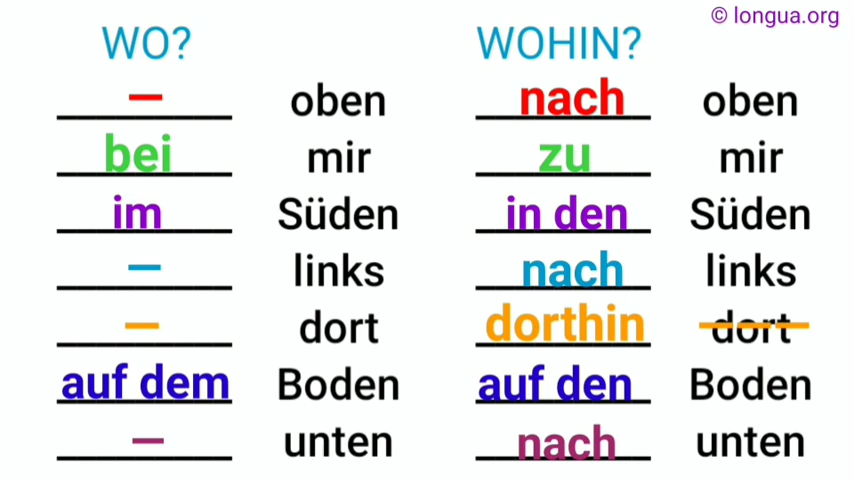 © longua.org
WO? WOHIN?
— oben nach oben
bei mir zu mir
im Süden in den Süden
— links nach links
— dort dorthin dort
auf dem Boden auf den Boden
— unten nach unten